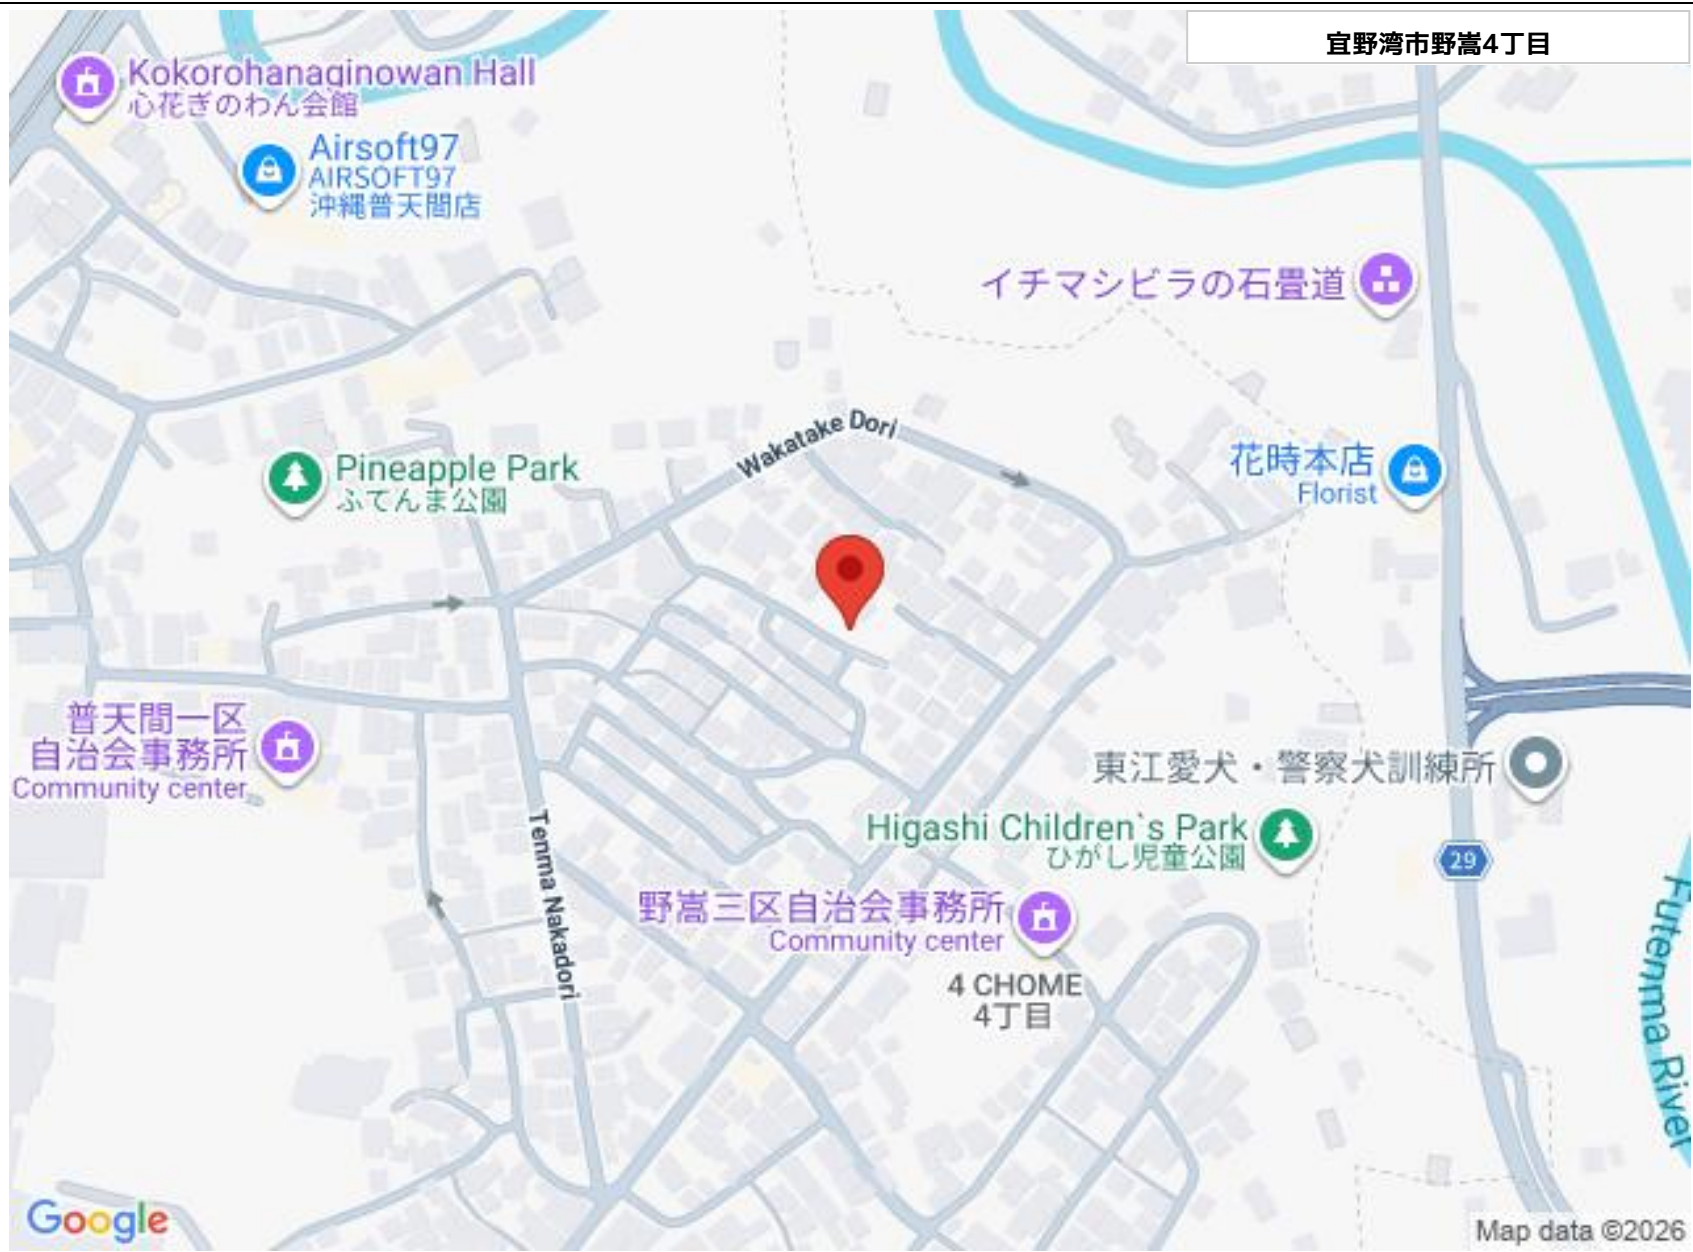 宜野湾市野嵩4丁目
Kokorohanaginowan Hall
心花ぎのわん会館
Airsoft97
AIRSOFT97
沖縄普天間店
イチマシビラの石畳道
Wakatake Dori
Pineapple Park
ふてんま公園
花時本店
Florist
普天間一区
自治会事務所
Community center
東江愛犬・警察犬訓練所
Higashi Children`s Park
ひがし児童公園
29
Tenma Nakadori
野嵩三区自治会事務所
Community center
4 CHOME
4丁目
Futenma River
Google
Map data ©2026